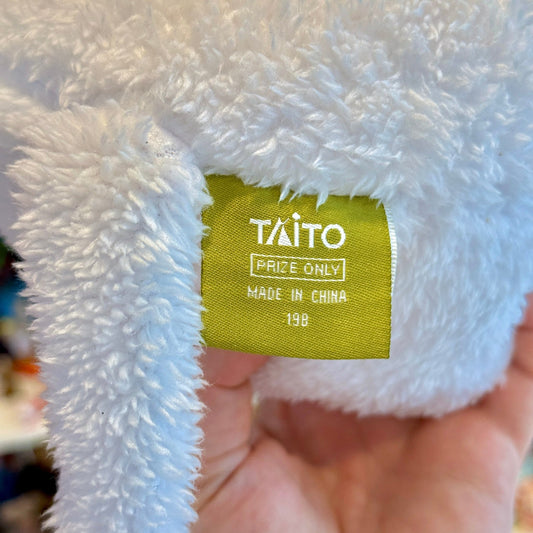 TAiTO
PRIZE ONLY
MADE IN CHINA
19B